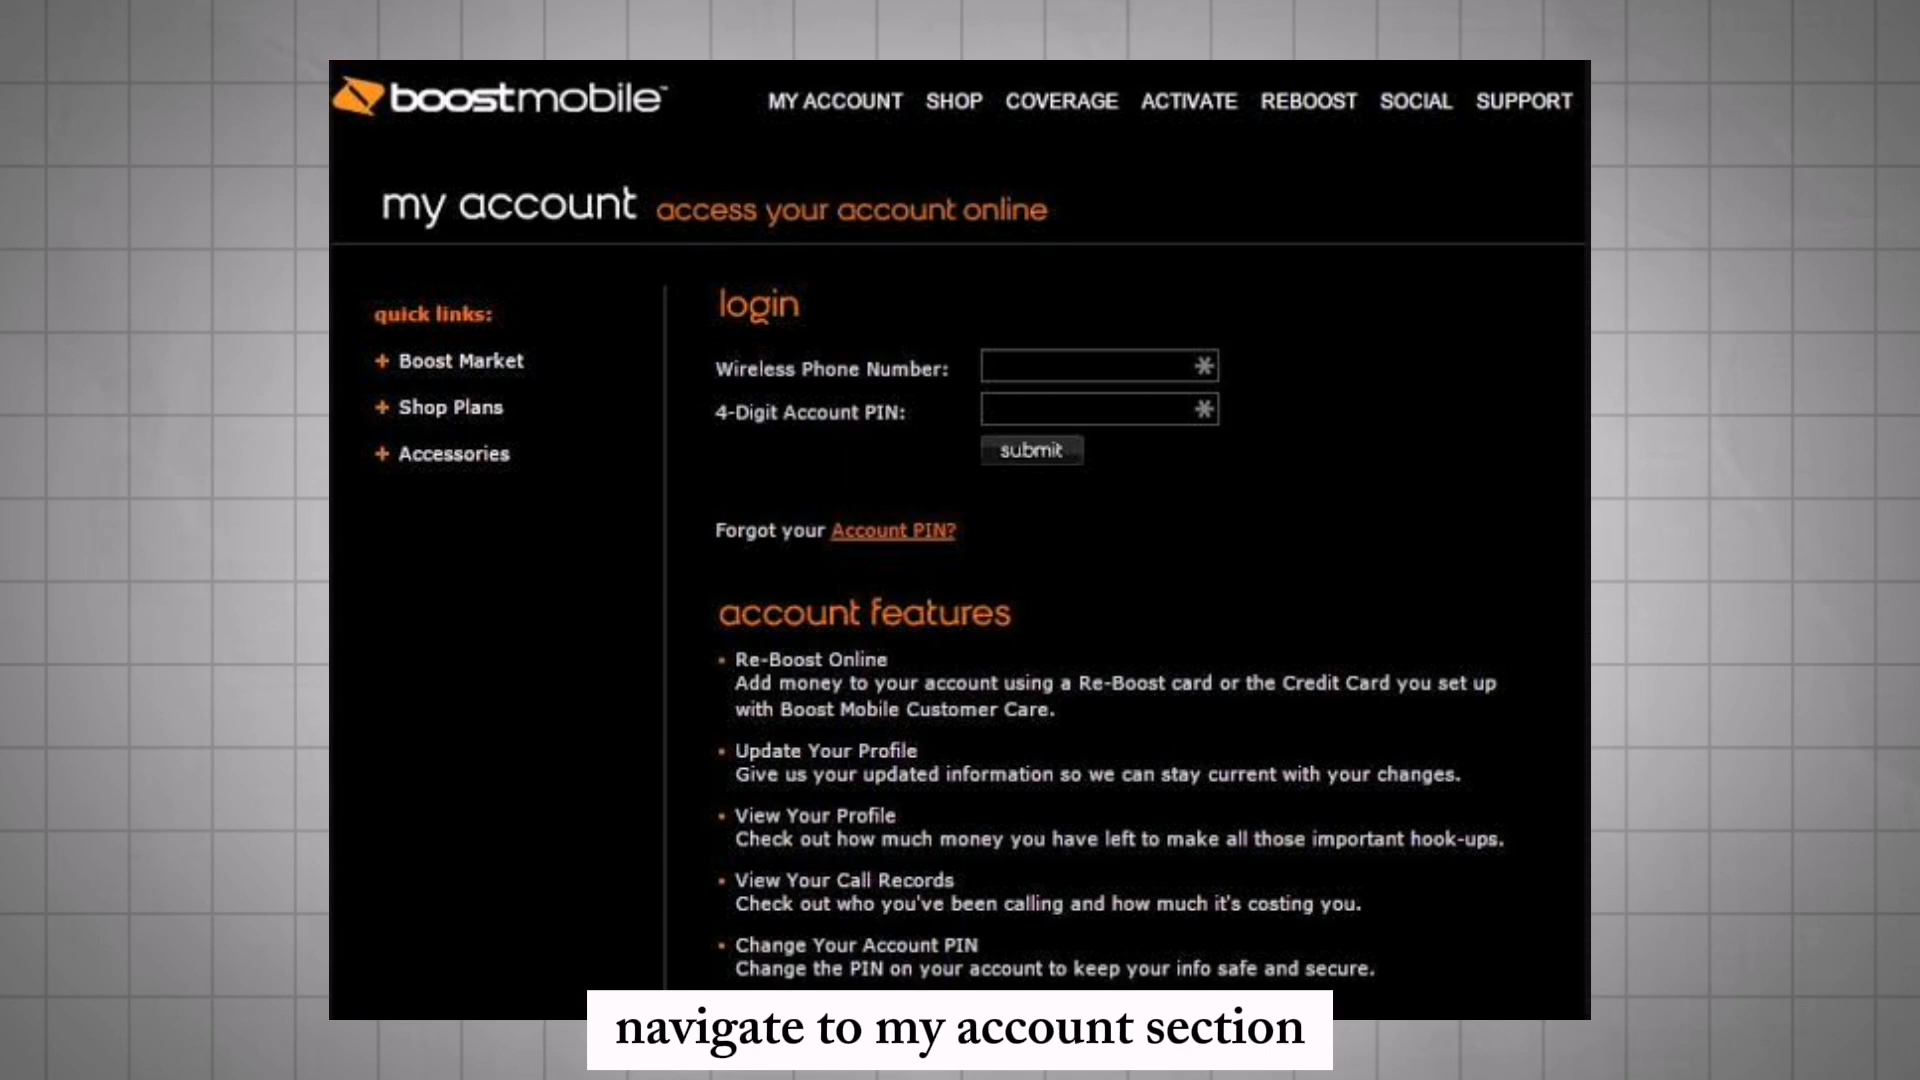 boostmobile™
MY ACCOUNT SHOP COVERAGE ACTIVATE REBOOST SOCIAL SUPPORT
my account access your account online
quick links:
+ Boost Market
+ Shop Plans
+ Accessories
login
Wireless Phone Number: *
4-Digit Account PIN: *
submit
Forgot your Account PIN?
account features
▪ Re-Boost Online
Add money to your account using a Re-Boost card or the Credit Card you set up
with Boost Mobile Customer Care.
▪ Update Your Profile
Give us your updated information so we can stay current with your changes.
▪ View Your Profile
Check out how much money you have left to make all those important hook-ups.
▪ View Your Call Records
Check out who you've been calling and how much it's costing you.
▪ Change Your Account PIN
Change the PIN on your account to keep your info safe and secure.
navigate to my account section